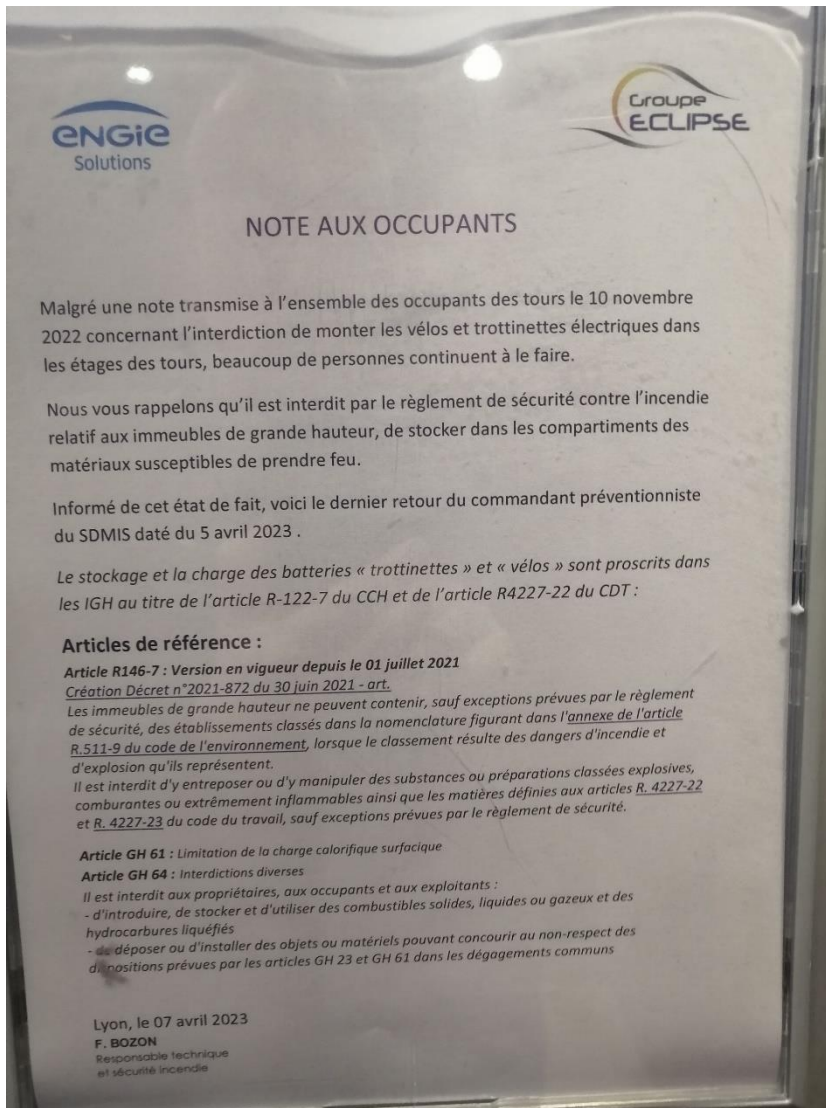 ENGIE
Solutions
Groupe
ECLIPSE
NOTE AUX OCCUPANTS
Malgré une note transmise à l'ensemble des occupants des tours le 10 novembre
2022 concernant l'interdiction de monter les vélos et trottinettes électriques dans
les étages des tours, beaucoup de personnes continuent à le faire.
Nous vous rappelons qu'il est interdit par le règlement de sécurité contre l'incendie
relatif aux immeubles de grande hauteur, de stocker dans les compartiments des
matériaux susceptibles de prendre feu.
Informé de cet état de fait, voici le dernier retour du commandant préventionniste
du SDMIS daté du 5 avril 2023 .
Le stockage et la charge des batteries « trottinettes » et « vélos » sont proscrits dans
les IGH au titre de l'article R-122-7 du CCH et de l'article R4227-22 du CDT :
Articles de référence :
Article R146-7 : Version en vigueur depuis le 01 juillet 2021
Création Décret n°2021-872 du 30 juin 2021 - art.
Les immeubles de grande hauteur ne peuvent contenir, sauf exceptions prévues par le règlement
de sécurité, des établissements classés dans la nomenclature figurant dans l'annexe de l'article
R.511-9 du code de l'environnement, lorsque le classement résulte des dangers d'incendie et
d'explosion qu'ils représentent.
Il est interdit d'y entreposer ou d'y manipuler des substances ou préparations classées explosives,
comburantes ou extrêmement inflammables ainsi que les matières définies aux articles R. 4227-22
et R. 4227-23 du code du travail, sauf exceptions prévues par le règlement de sécurité.
Article GH 61 : Limitation de la charge calorifique surfacique
Article GH 64 : Interdictions diverses
Il est interdit aux propriétaires, aux occupants et aux exploitants :
- d'introduire, de stocker et d'utiliser des combustibles solides, liquides ou gazeux et des
hydrocarbures liquéfiés
- de déposer ou d'installer des objets ou matériels pouvant concourir au non-respect des
dispositions prévues par les articles GH 23 et GH 61 dans les dégagements communs
Lyon, le 07 avril 2023
F. BOZON
Responsable technique
et sécurité incendie